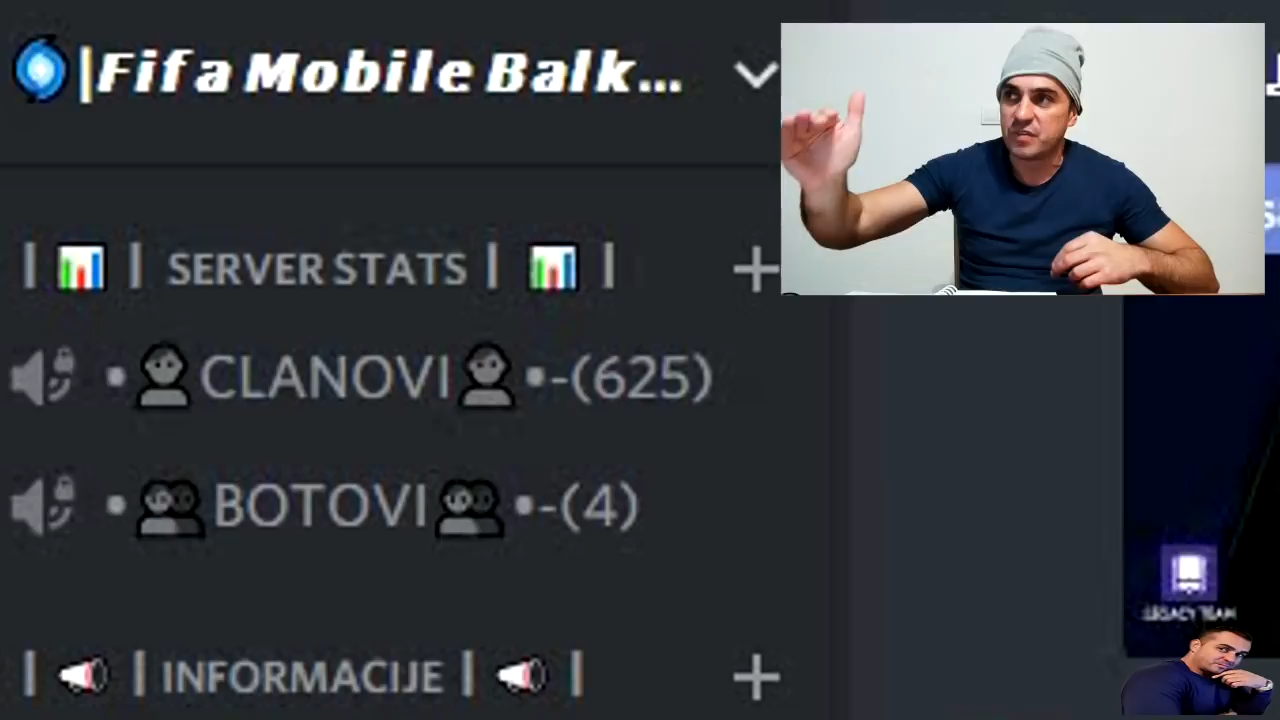 |Fifa Mobile Balk...
| | SERVER STATS | |
•CLANOVI•-(625)
•BOTOVI•-(4)
| | INFORMACIJE | |
LEGACY TEAM